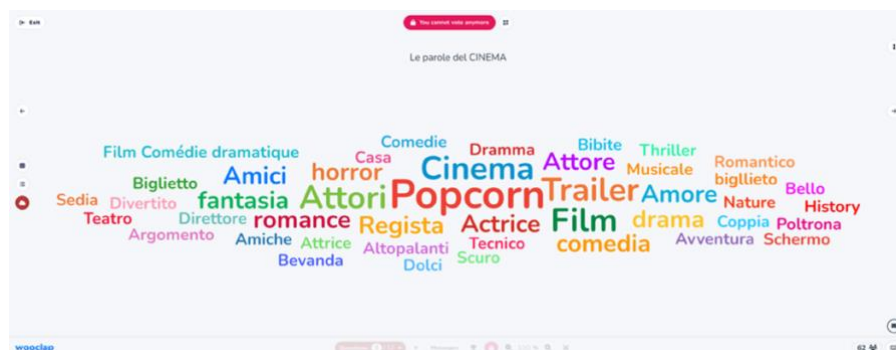 Exit
You cannot vote anymore
Le parole del CINEMA
Comedie
Dramma
Bibite
Thriller
Film Comédie dramatique
Casa
Cinema
Attore
Romantico
Biglietto
Amici
horror
Musicale
bigllieto
Sedia
Divertito
fantasia
Attori
Popcorn
Trailer
Amore
Nature
Bello
History
Teatro
Direttore
romance
Regista
Actrice
Film
drama
Coppia
Poltrona
Argomento
Amiche
Attrice
Altopalanti
Tecnico
comedia
Avventura
Schermo
Bevanda
Dolci
Scuro
wooclap
62